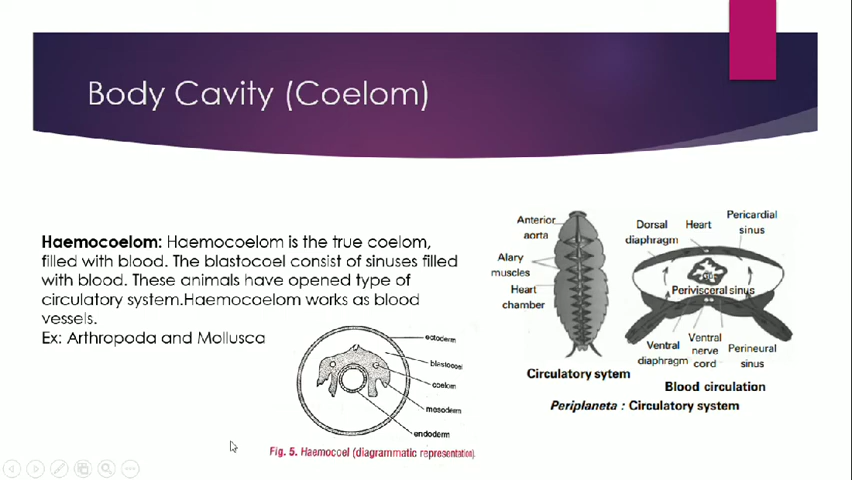 Body Cavity (Coelom)
Haemocoelom: Haemocoelom is the true coelom,
filled with blood. The blastocoel consist of sinuses filled
with blood. These animals have opened type of
circulatory system.Haemocoelom works as blood
vessels.
Ex: Arthropoda and Mollusca
ectoderm
blastocoel
coelom
mesoderm
endoderm
Fig. 5. Haemocoel (diagrammatic representation).
Anterior
aorta
Alary
muscles
Heart
chamber
Circulatory sytem
Dorsal
diaphragm
Heart
Pericardial
sinus
Perivisceral sinus
Ventral
diaphragm
Ventral
nerve
cord
Perineural
sinus
Blood circulation
Periplaneta : Circulatory system